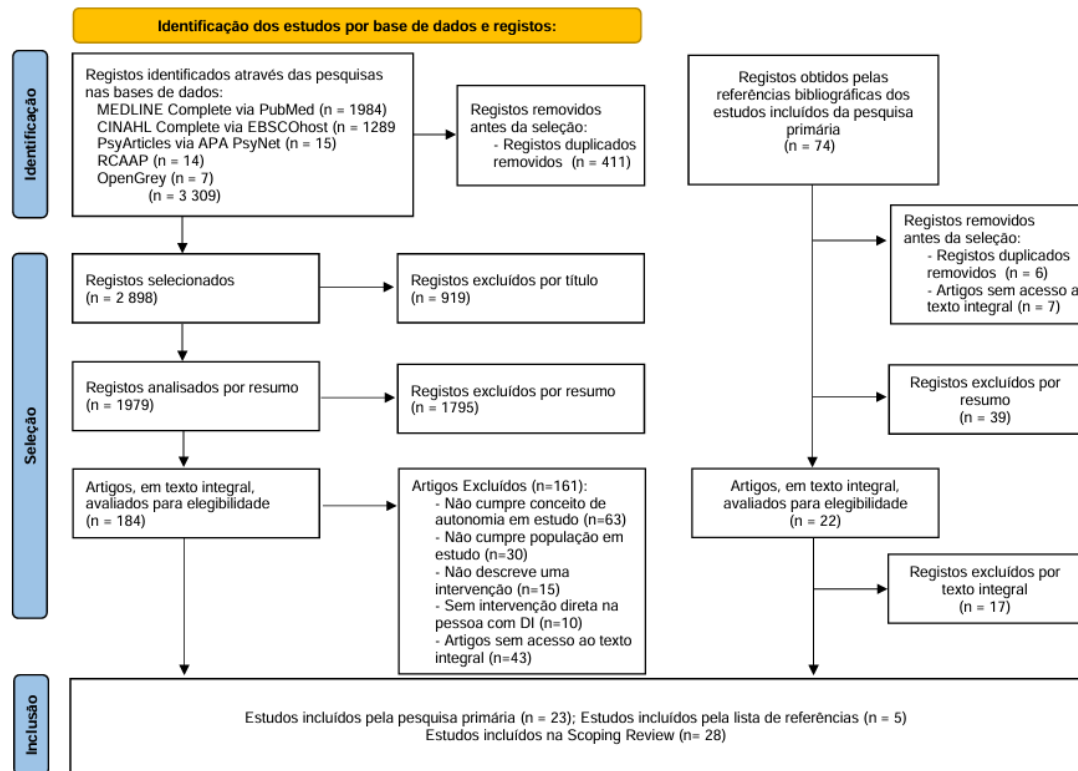 Identificação dos estudos por base de dados e registos:
Identificação
Registos identificados através das pesquisas
nas bases de dados:
MEDLINE Complete via PubMed (n = 1984)
CINAHL Complete via EBSCOhost (n = 1289
PsyArticles via APA PsyNet (n = 15)
RCAAP (n = 14)
OpenGrey (n = 7)
(n = 3 309)
Registos removidos
antes da seleção:
- Registos duplicados
removidos (n = 411)
Registos obtidos pelas
referências bibliográficas dos
estudos incluídos da pesquisa
primária
(n = 74)
Registos removidos
antes da seleção:
- Registos duplicados
removidos (n = 6)
- Artigos sem acesso a
texto integral (n = 7)
Seleção
Registos selecionados
(n = 2 898)
Registos excluídos por título
(n = 919)
Registos analisados por resumo
(n = 1979)
Registos excluídos por resumo
(n = 1795)
Registos excluídos por
resumo
(n = 39)
Artigos, em texto integral,
avaliados para elegibilidade
(n = 184)
Artigos Excluídos (n=161):
- Não cumpre conceito de
autonomia em estudo (n=63)
- Não cumpre população em
estudo (n=30)
- Não descreve uma
intervenção (n=15)
- Sem intervenção direta na
pessoa com DI (n=10)
- Artigos sem acesso ao texto
integral (n=43)
Artigos, em texto integral,
avaliados para elegibilidade
(n = 22)
Registos excluídos por
texto integral
(n = 17)
Inclusão
Estudos incluídos pela pesquisa primária (n = 23); Estudos incluídos pela lista de referências (n = 5)
Estudos incluídos na Scoping Review (n= 28)